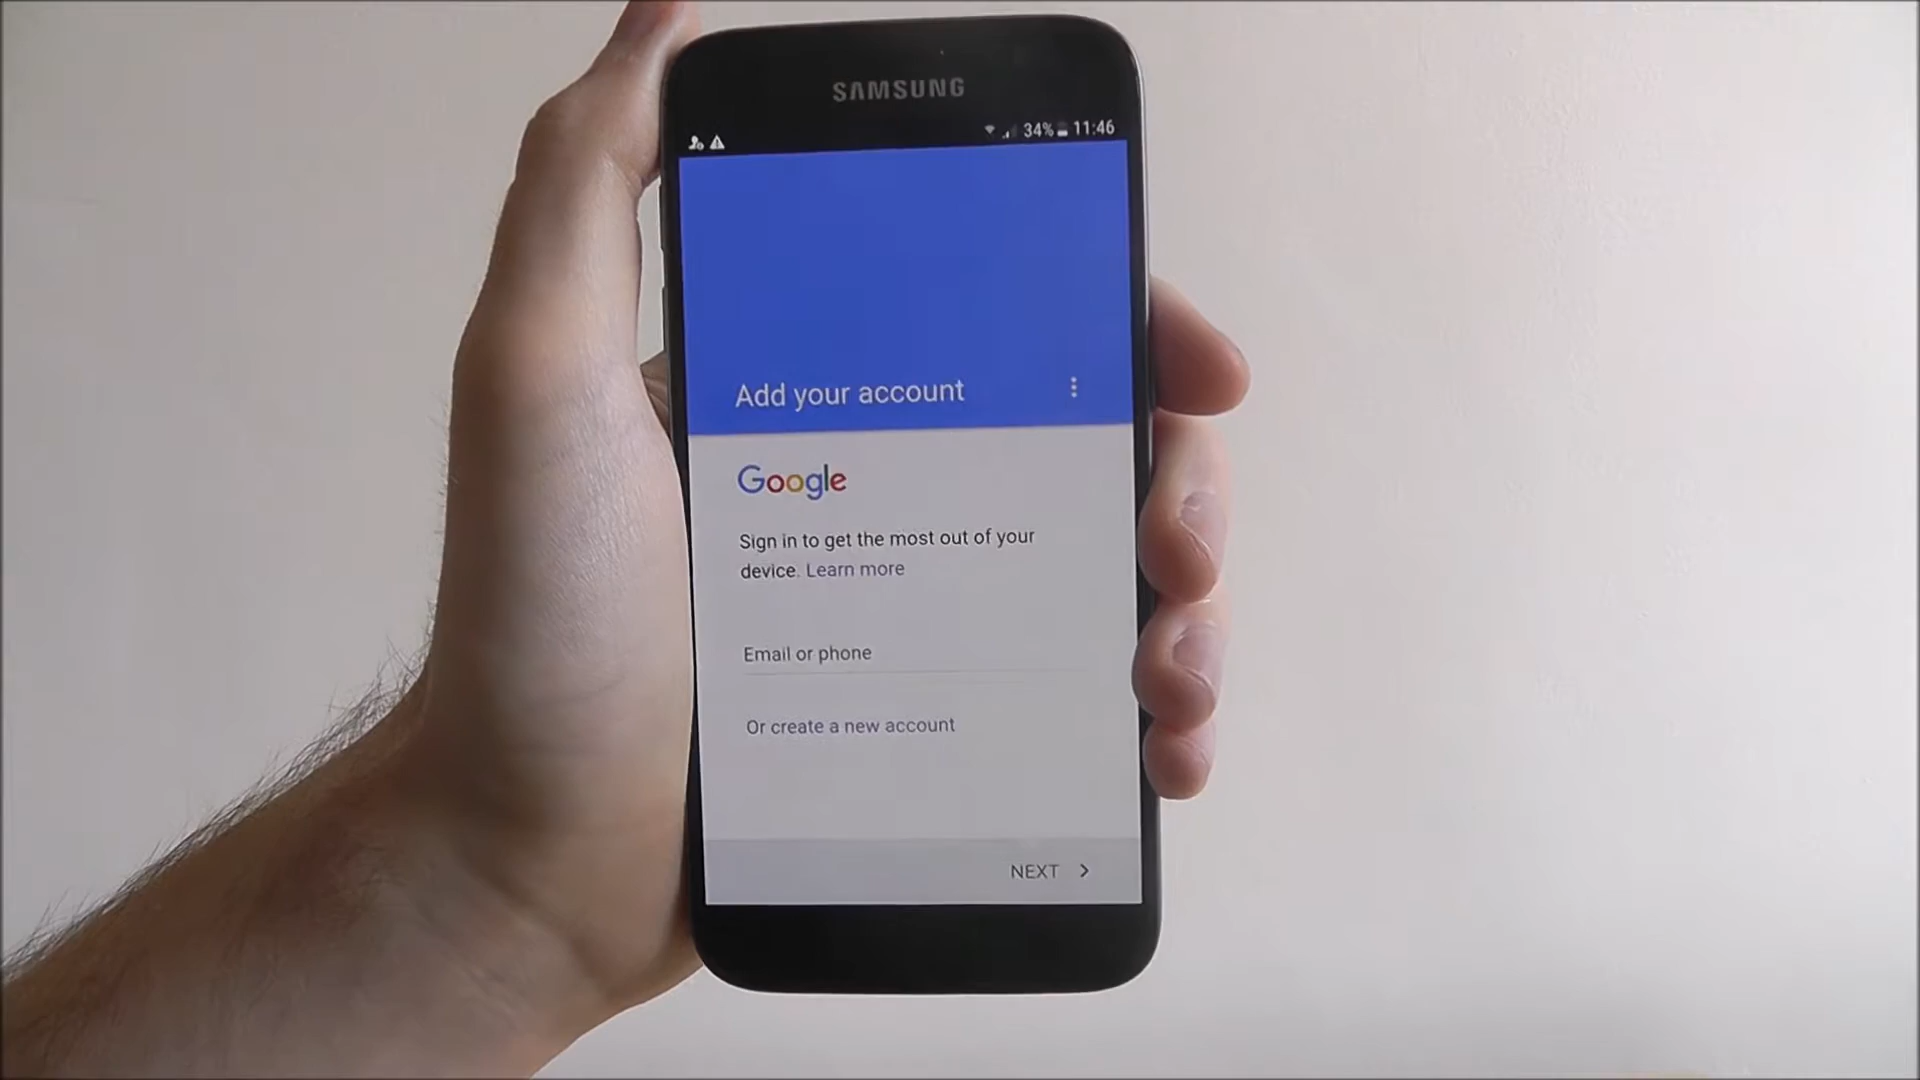 SAMSUNG
34% 11:46
Add your account
Google
Sign in to get the most out of your
device. Learn more
Email or phone
Or create a new account
NEXT